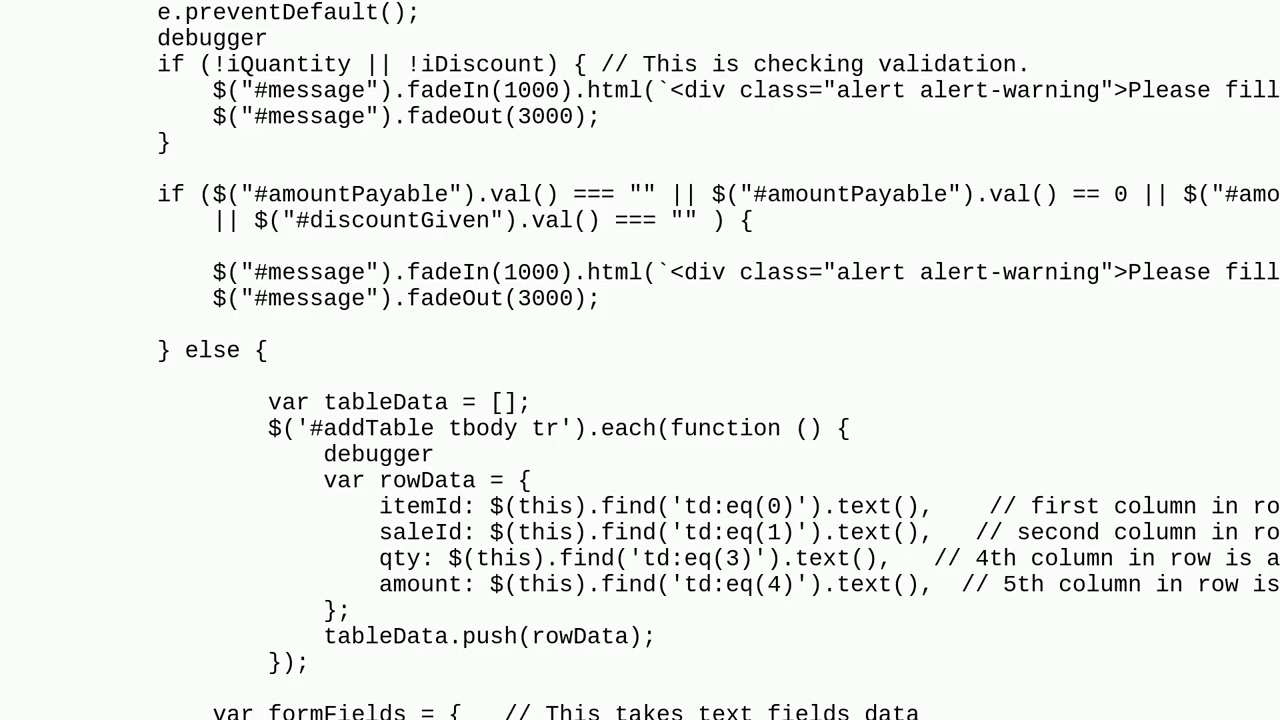 e.preventDefault();
debugger
if (!iQuantity || !iDiscount) { // This is checking validation.
$("#message").fadeIn(1000).html(`<div class="alert alert-warning">Please fill
$("#message").fadeOut(3000);
}
if ($("#amountPayable").val() === "" || $("#amountPayable").val() == 0 || $("#amo
|| $("#discountGiven").val() === "" ) {
$("#message").fadeIn(1000).html(`<div class="alert alert-warning">Please fill
$("#message").fadeOut(3000);
} else {
var tableData = [];
$('#addTable tbody tr').each(function () {
debugger
var rowData = {
itemId: $(this).find('td:eq(0)').text(),    // first column in ro
saleId: $(this).find('td:eq(1)').text(),   // second column in ro
qty: $(this).find('td:eq(3)').text(),   // 4th column in row is a
amount: $(this).find('td:eq(4)').text(),  // 5th column in row is
};
tableData.push(rowData);
});
var formFields = {   // This takes text fields data